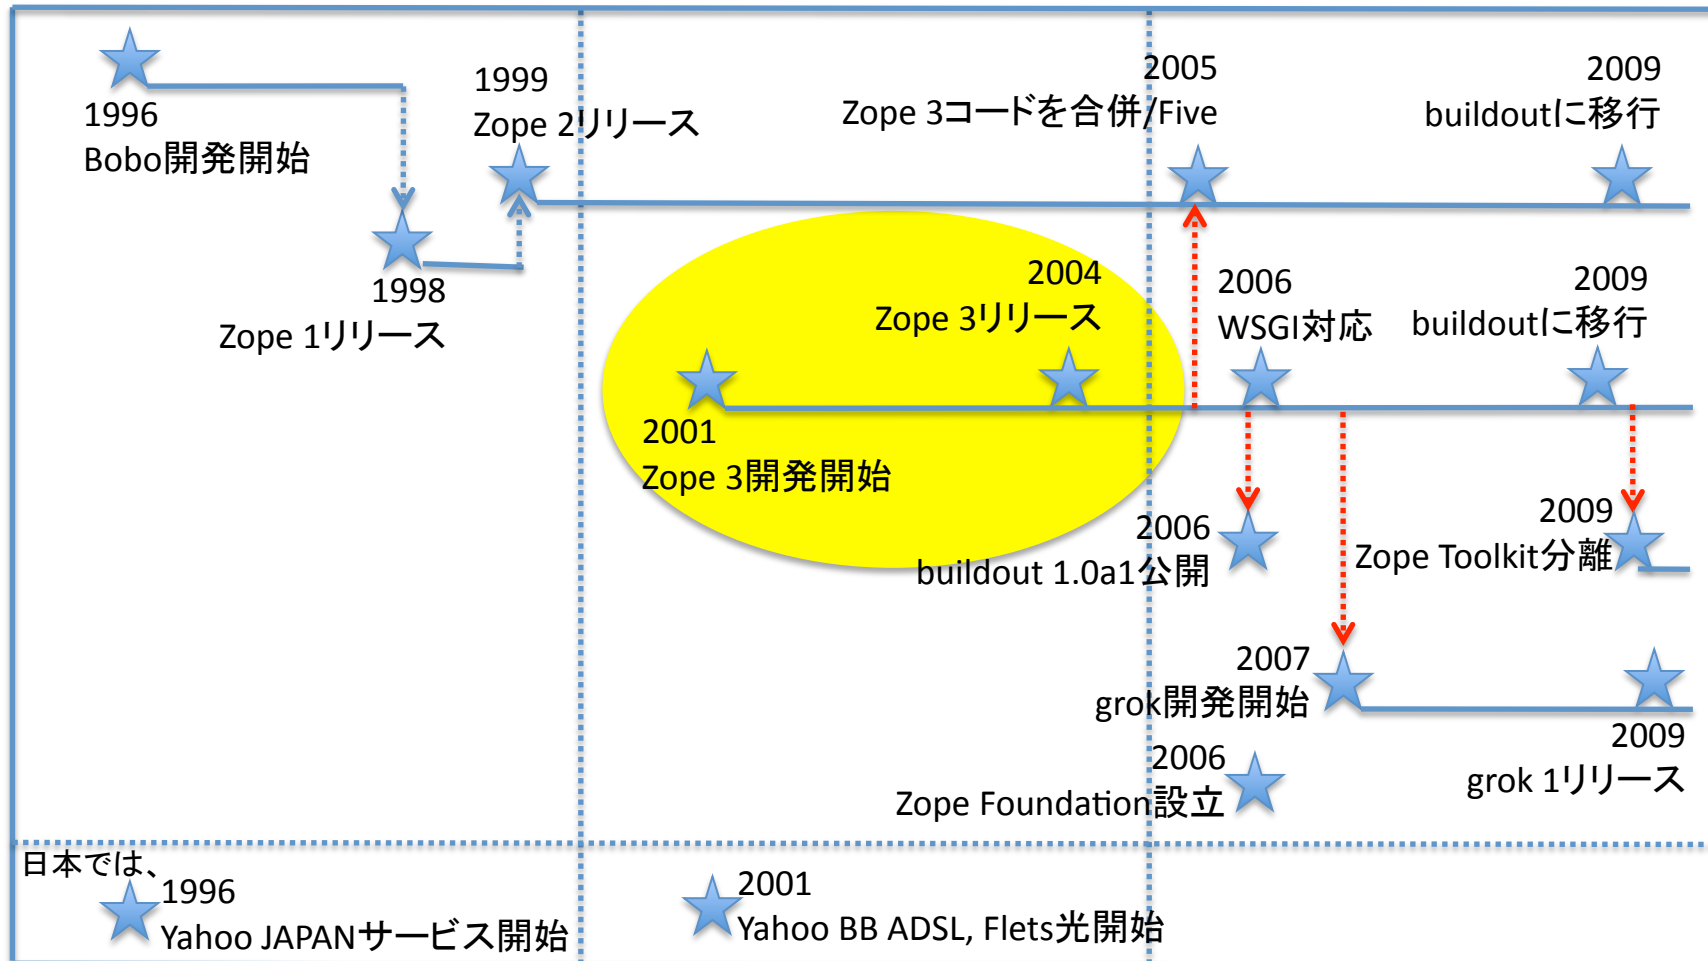 1996
Bobo開発開始
1999
Zope 2リリース
1998
Zope 1リリース
2005
Zope 3コードを合併/Five
2009
buildoutに移行
2001
Zope 3開発開始
2004
Zope 3リリース
2006
WSGI対応
2009
buildoutに移行
2006
buildout 1.0a1公開
2009
Zope Toolkit分離
2007
grok開発開始
2009
grok 1リリース
2006
Zope Foundation設立
日本では、
1996
Yahoo JAPANサービス開始
2001
Yahoo BB ADSL, Flets光開始